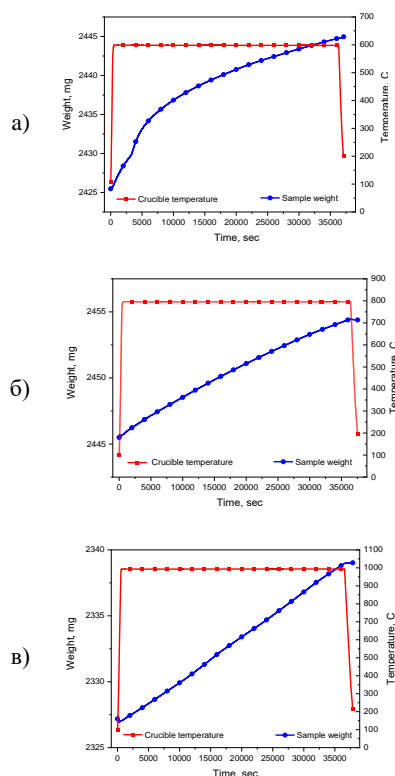 а)
Weight, mg
2445
2440
2435
2430
2425
700
600
500
400
300
200
100
0
Temperature, C
Crucible temperature
Sample weight
0 5000 10000 15000 20000 25000 30000 35000
Time, sec
б)
Weight, mg
2455
2450
2445
900
800
700
600
500
400
300
200
100
0
Temperature, C
Crucible temperature
Sample weight
0 5000 10000 15000 20000 25000 30000 35000
Time, sec
в)
Weight, mg
2340
2335
2330
2325
1100
1000
900
800
700
600
500
400
300
200
100
0
Temperature, C
Crucible temperature
Sample weight
0 5000 10000 15000 20000 25000 30000 35000
Time, sec